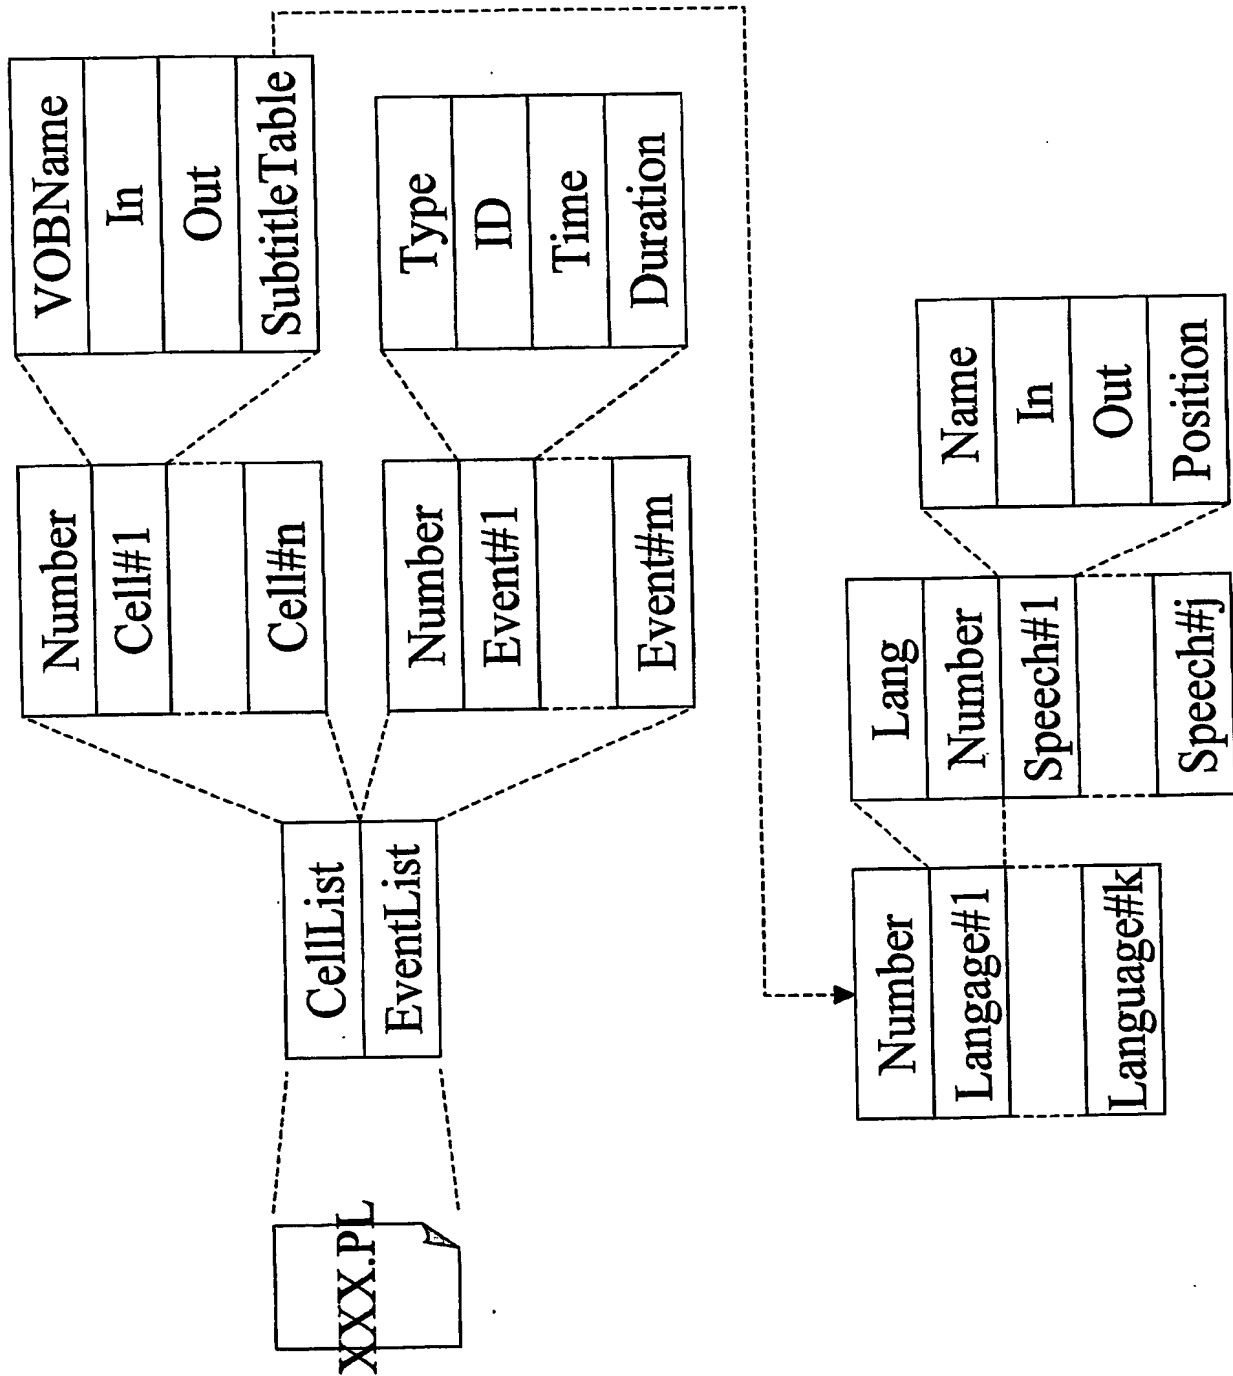 XXX.PL
CellList
EventList
Number
Cell#1
Cell#n
Number
Event#1
Event#m
VOBName
In
Out
SubtitleTable
Type
ID
Time
Duration
Number
Langage#1
Language#k
Lang
Number
Speech#1
Speech#j
Name
In
Out
Position